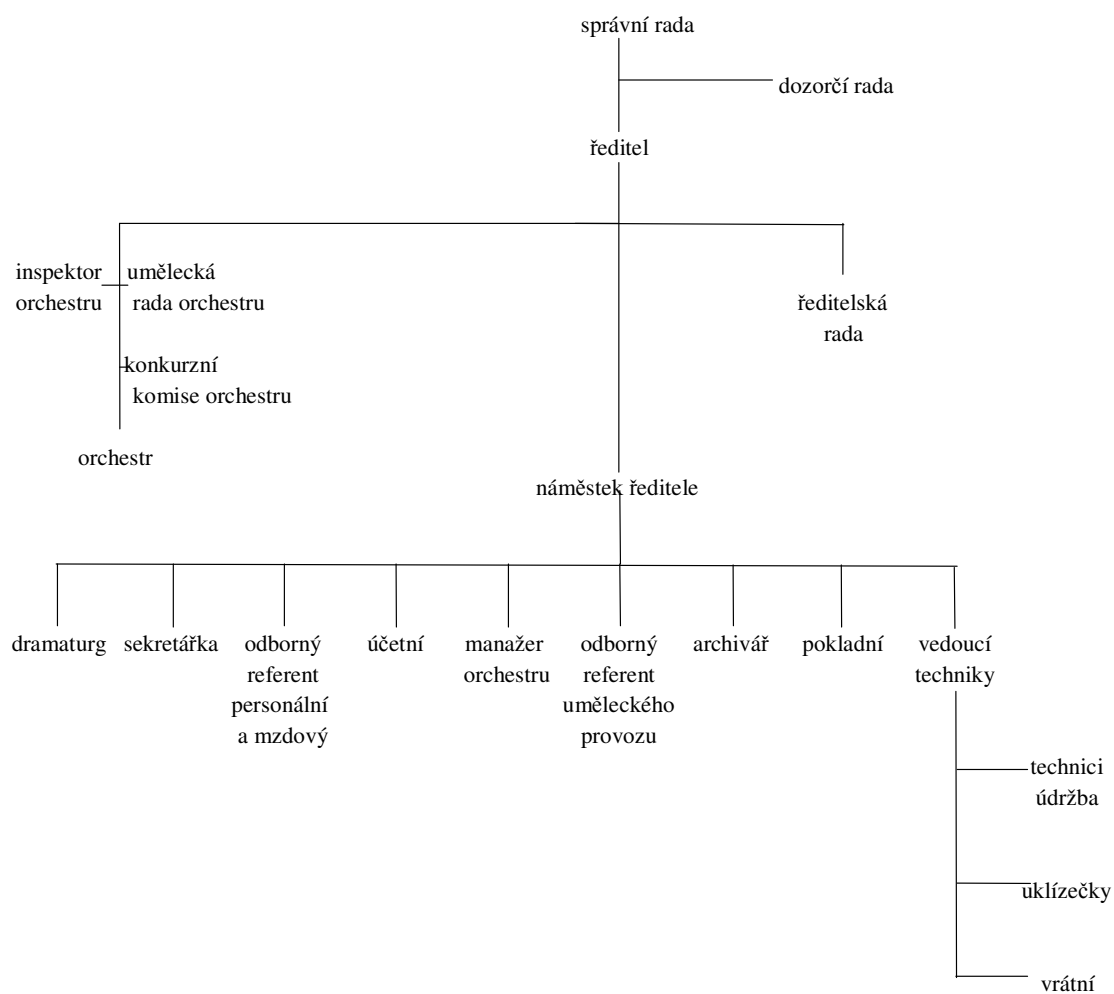 správní rada
dozorčí rada
ředitel
inspektor
orchestru
umělecká
rada orchestru
ředitelská
rada
konkurzní
komise orchestru
orchestr
náměstek ředitele
dramaturg
sekretářka
odborný
referent
personální
a mzdový
účetní
manažer
orchestru
odborný
referent
uměleckého
provozu
archivář
pokladní
vedoucí
techniky
technici
údržba
uklízečky
vrátní